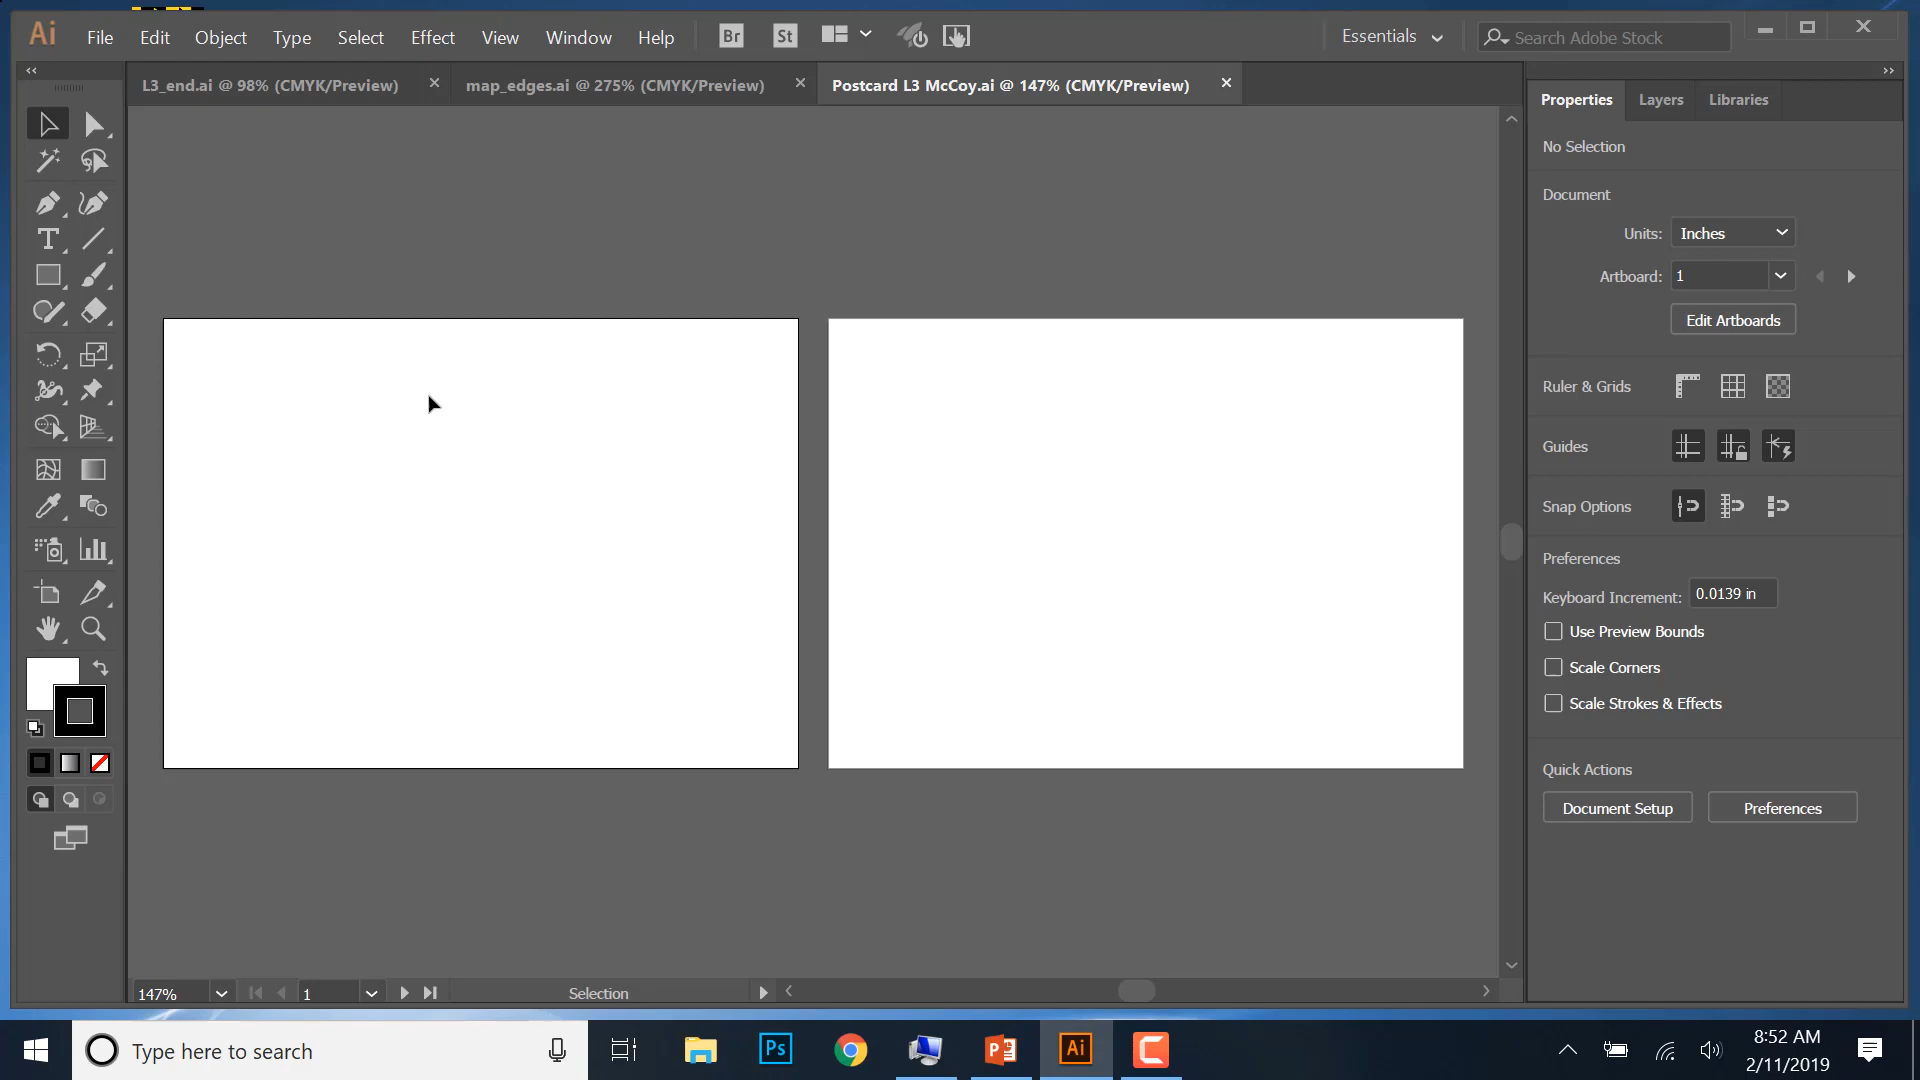 Ai File Edit Object Type Select Effect View Window Help Br St Essentials Search Adobe Stock
L3_end.ai @ 98% (CMYK/Preview) map_edges.ai @ 275% (CMYK/Preview) Postcard L3 McCoy.ai @ 147% (CMYK/Preview)
Properties Layers Libraries
No Selection
Document
Units: Inches
Artboard: 1
Edit Artboards
Ruler & Grids
Guides
Snap Options
Preferences
Keyboard Increment: 0.0139 in
Use Preview Bounds
Scale Corners
Scale Strokes & Effects
Quick Actions
Document Setup Preferences
147% 1 Selection
Type here to search Ps Ai
8:52 AM
2/11/2019